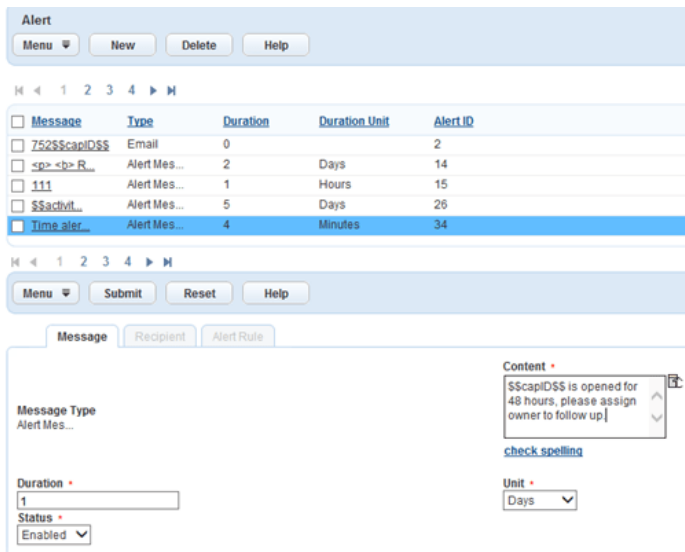 Alert
Menu New Delete Help
1 2 3 4
Message Type Duration Duration Unit Alert ID
752$$capID$$ Email 0 2
<p> <b> R... Alert Mes... 2 Days 14
111 Alert Mes... 1 Hours 15
$$activit... Alert Mes... 5 Days 26
Time aler... Alert Mes... 4 Minutes 34
1 2 3 4
Menu Submit Reset Help
Message Recipient Alert Rule
Content *
$$capID$$ is opened for
48 hours, please assign
owner to follow up.
check spelling
Message Type
Alert Mes...
Duration * Unit *
1 Days
Status *
Enabled